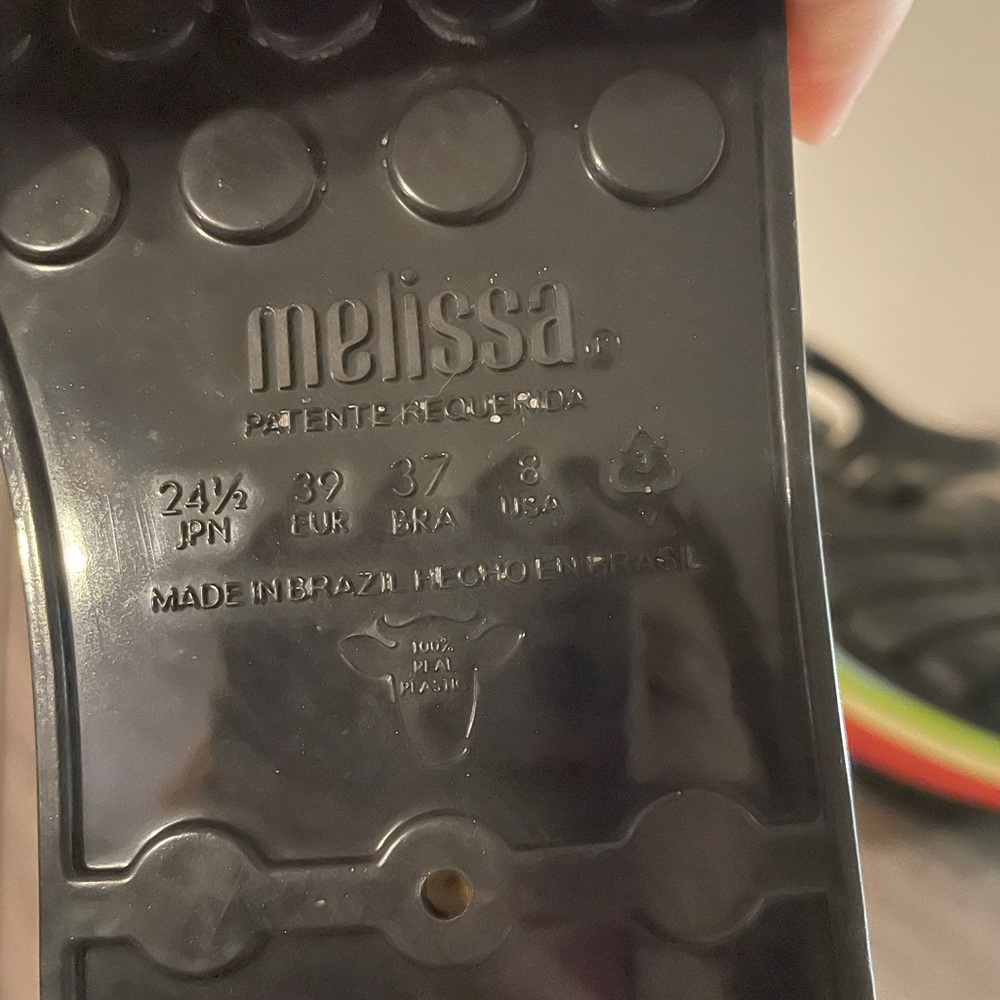 melissa®
PATENTE REQUERIDA
24½ 39 37 8 3
JPN EUR BRA USA
MADE IN BRAZIL HECHO EN BRASIL
100%
REAL
PLASTIC